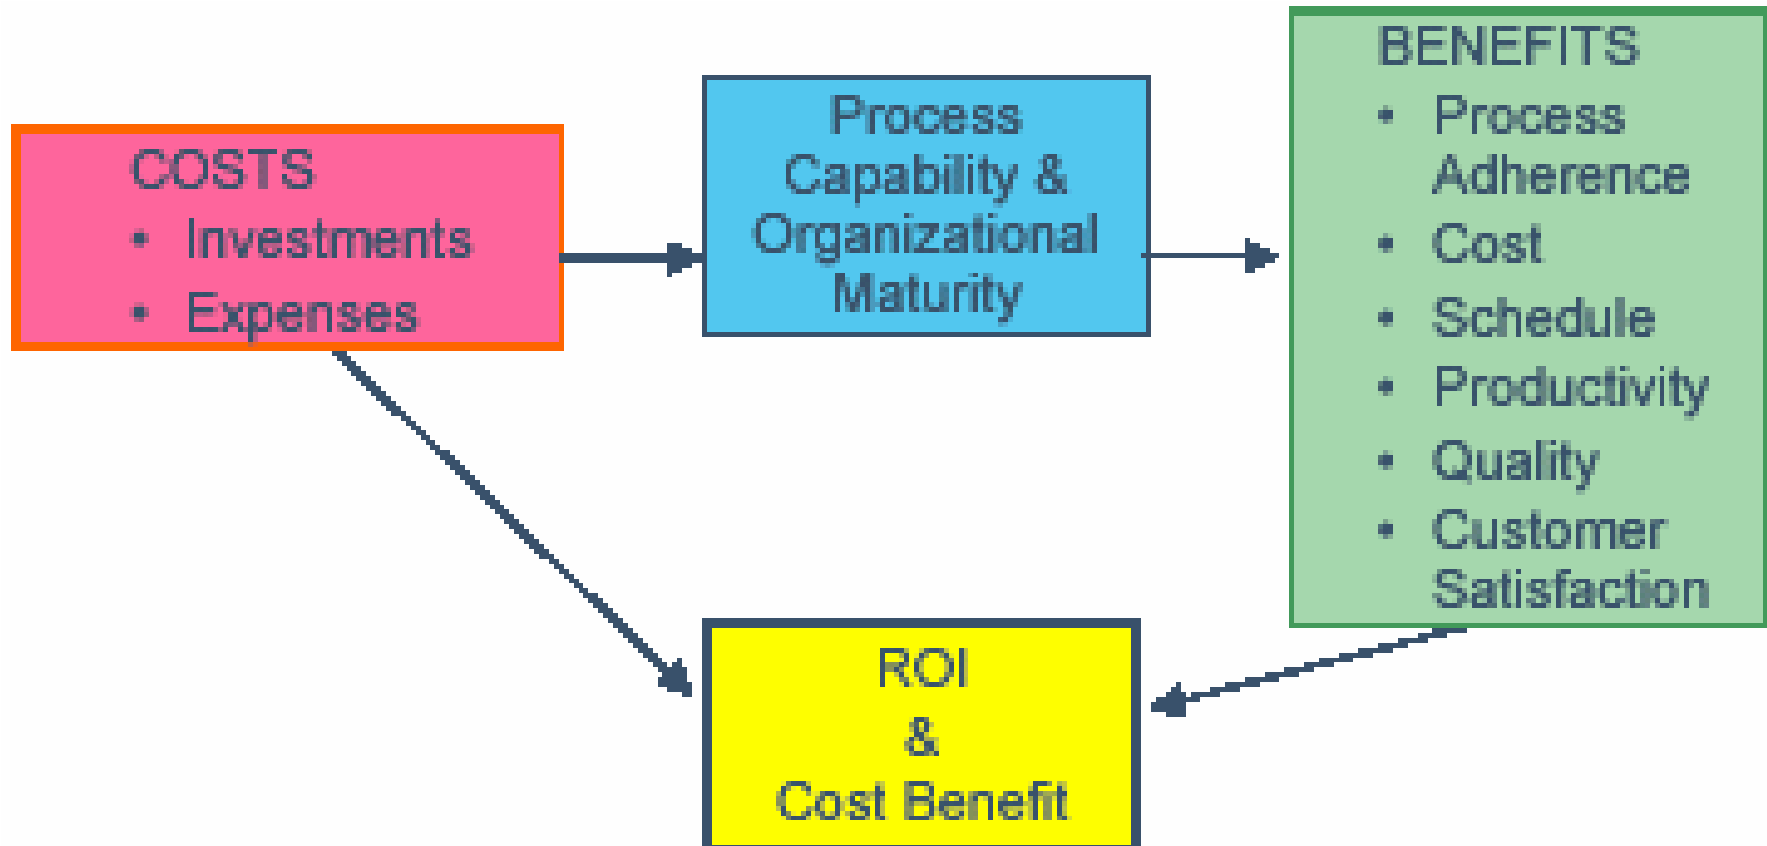 COSTS
• Investments
• Expenses
Process
Capability &
Organizational
Maturity
BENEFITS
• Process
Adherence
• Cost
• Schedule
• Productivity
• Quality
• Customer
Satisfaction
ROI
&
Cost Benefit